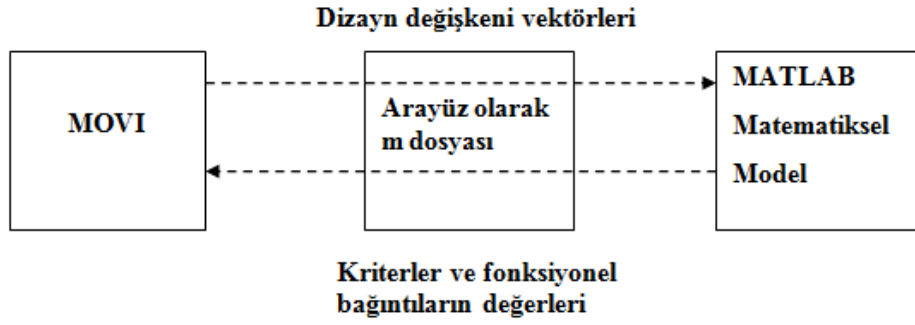 Dizayn değişkeni vektörleri
MOVI
Arayüz olarak
m dosyası
MATLAB
Matematiksel
Model
Kriterler ve fonksiyonel
bağıntıların değerleri